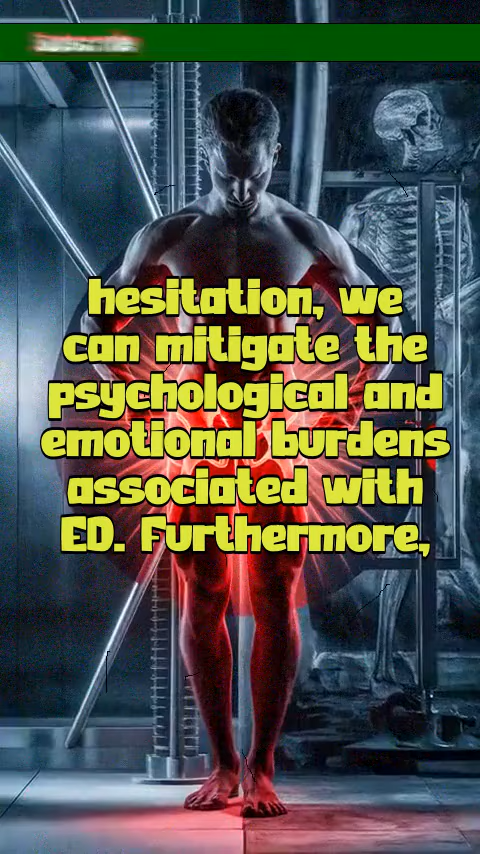 hesitation, we
can mitigate the
psychological and
emotional burdens
associated with
ED. Furthermore,